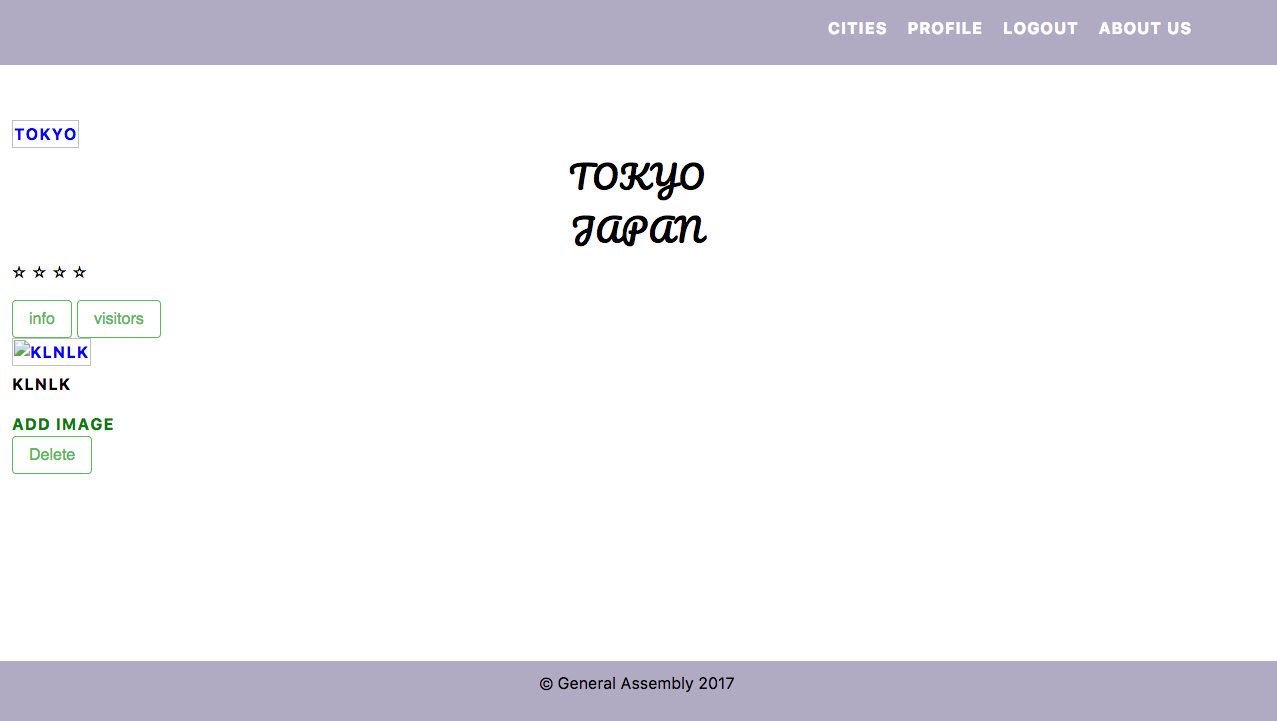 CITIES PROFILE LOGOUT ABOUT US
TOKYO
TOKYO
JAPAN
☆ ☆ ☆ ☆
info visitors
KLNLK
KLNLK
ADD IMAGE
Delete
© General Assembly 2017